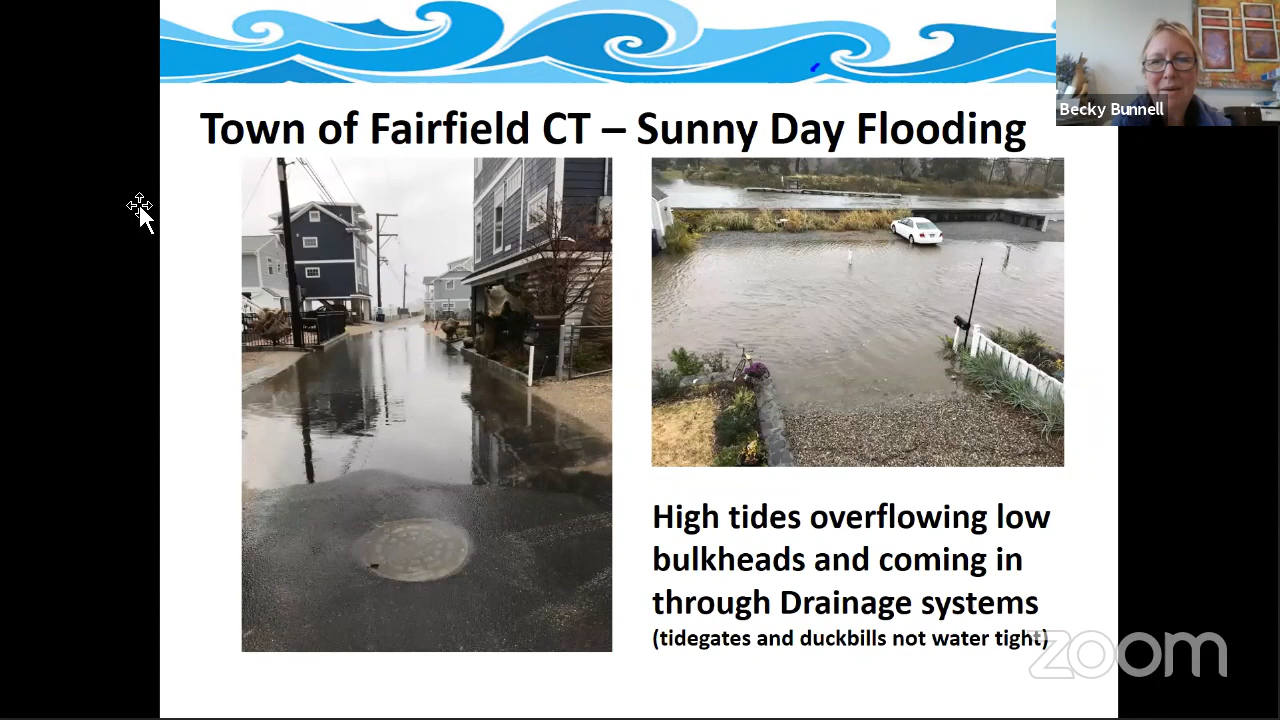 Town of Fairfield CT – Sunny Day Flooding
Becky Bunnell
High tides overflowing low
bulkheads and coming in
through Drainage systems
(tidegates and duckbills not water tight)
zoom